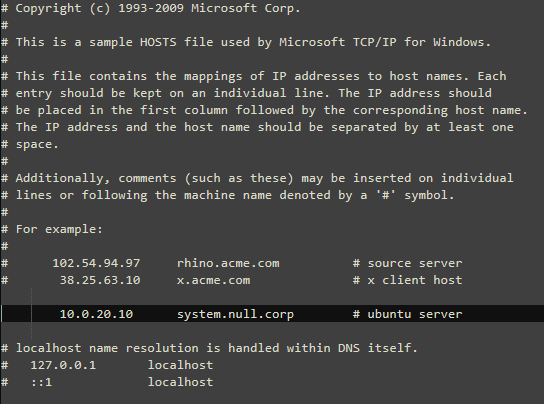 # Copyright (c) 1993-2009 Microsoft Corp.
#
# This is a sample HOSTS file used by Microsoft TCP/IP for Windows.
#
# This file contains the mappings of IP addresses to host names. Each
# entry should be kept on an individual line. The IP address should
# be placed in the first column followed by the corresponding host name.
# The IP address and the host name should be separated by at least one
# space.
#
# Additionally, comments (such as these) may be inserted on individual
# lines or following the machine name denoted by a '#' symbol.
#
# For example:
#
#      102.54.94.97     rhino.acme.com          # source server
#       38.25.63.10     x.acme.com              # x client host
        10.0.20.10      system.null.corp        # ubuntu server
# localhost name resolution is handled within DNS itself.
#   127.0.0.1       localhost
#   ::1             localhost